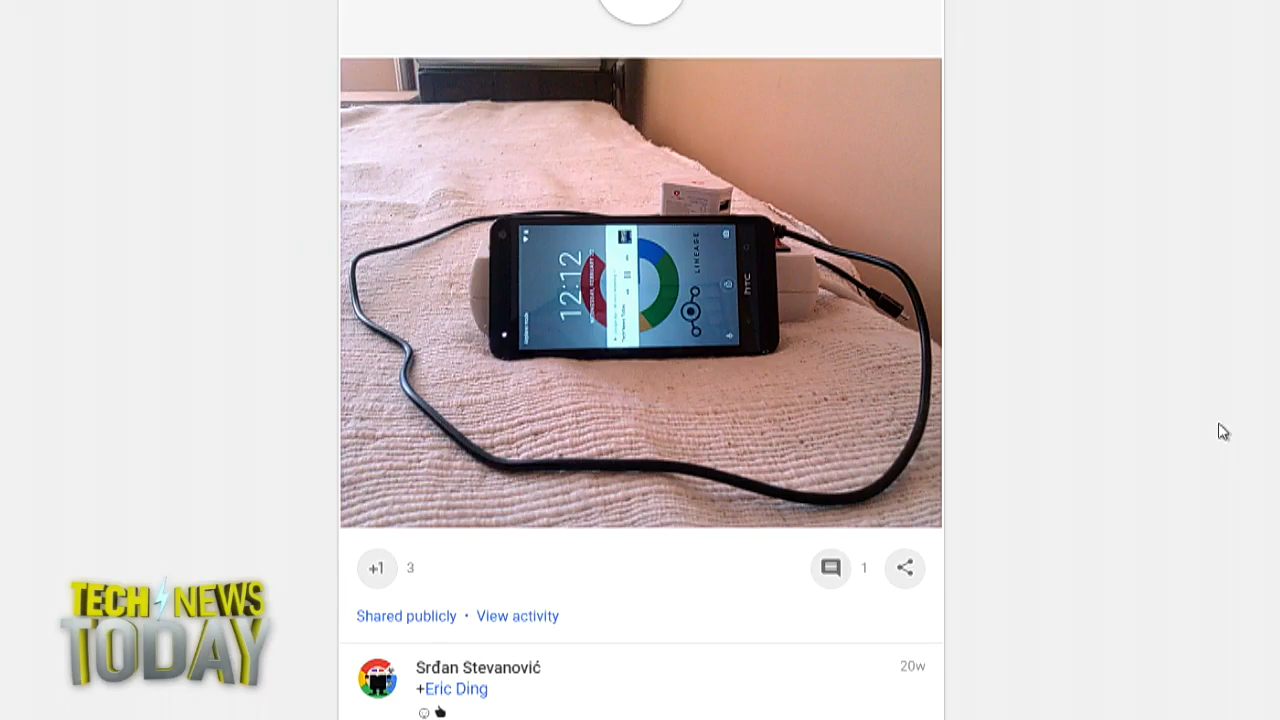 12:12
LINEAGE
hTC
+1
3
1
Shared publicly • View activity
Srđan Stevanović
20w
+Eric Ding
TECH NEWS
TODAY